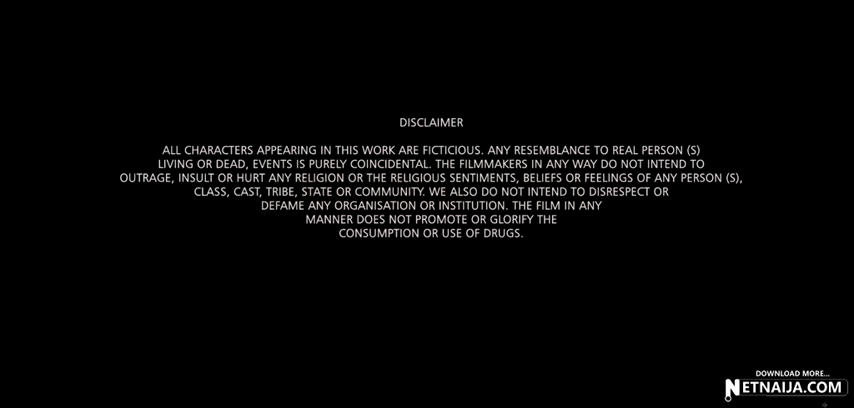 DISCLAIMER
ALL CHARACTERS APPEARING IN THIS WORK ARE FICTICIOUS. ANY RESEMBLANCE TO REAL PERSON (S)
LIVING OR DEAD, EVENTS IS PURELY COINCIDENTAL. THE FILMMAKERS IN ANY WAY DO NOT INTEND TO
OUTRAGE, INSULT OR HURT ANY RELIGION OR THE RELIGIOUS SENTIMENTS, BELIEFS OR FEELINGS OF ANY PERSON (S),
CLASS, CAST, TRIBE, STATE OR COMMUNITY. WE ALSO DO NOT INTEND TO DISRESPECT OR
DEFAME ANY ORGANISATION OR INSTITUTION. THE FILM IN ANY
MANNER DOES NOT PROMOTE OR GLORIFY THE
CONSUMPTION OR USE OF DRUGS.
DOWNLOAD MORE...
NETNAIJA.COM